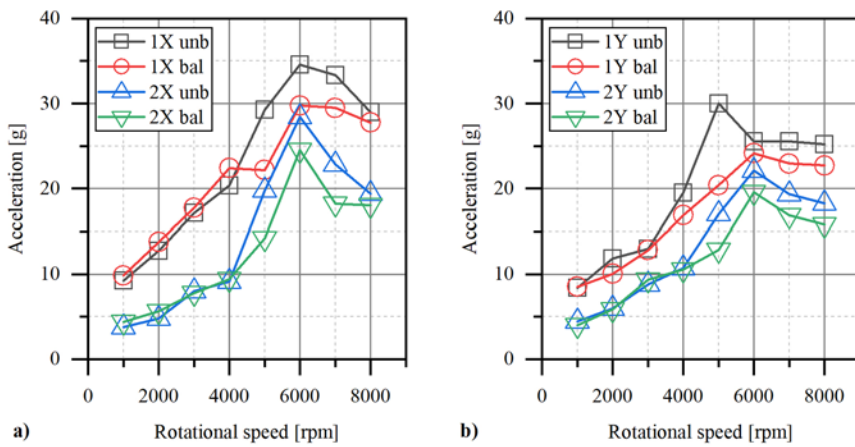 40
30
20
10
0
Acceleration [g]
1X unb
1X bal
2X unb
2X bal
0 2000 4000 6000 8000
Rotational speed [rpm]
a)
40
30
20
10
0
Acceleration [g]
1Y unb
1Y bal
2Y unb
2Y bal
0 2000 4000 6000 8000
Rotational speed [rpm]
b)